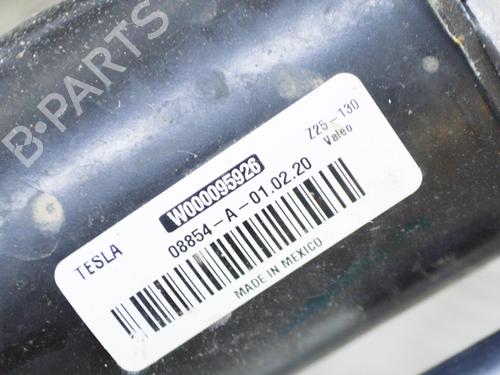 B-PARTS
Z25-130
Valeo
W000095926
TESLA
08854-A-01.02.20
MADE IN MEXICO